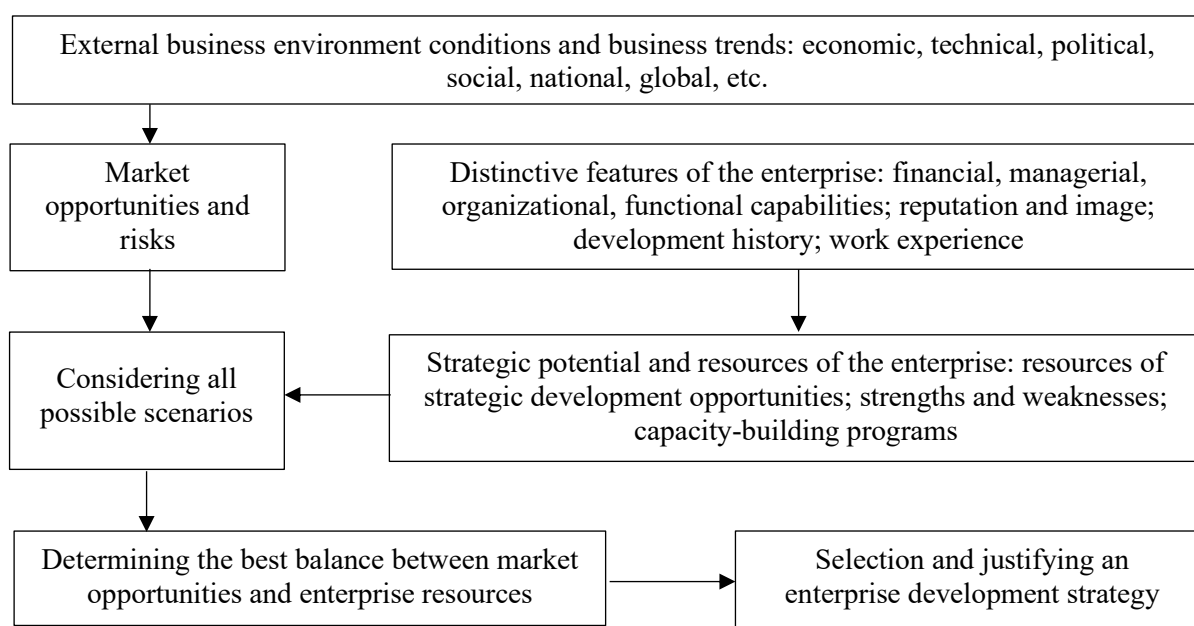 External business environment conditions and business trends: economic, technical, political,
social, national, global, etc.
Market
opportunities and
risks
Distinctive features of the enterprise: financial, managerial,
organizational, functional capabilities; reputation and image;
development history; work experience
Considering all
possible scenarios
Strategic potential and resources of the enterprise: resources of
strategic development opportunities; strengths and weaknesses;
capacity-building programs
Determining the best balance between market
opportunities and enterprise resources
Selection and justifying an
enterprise development strategy